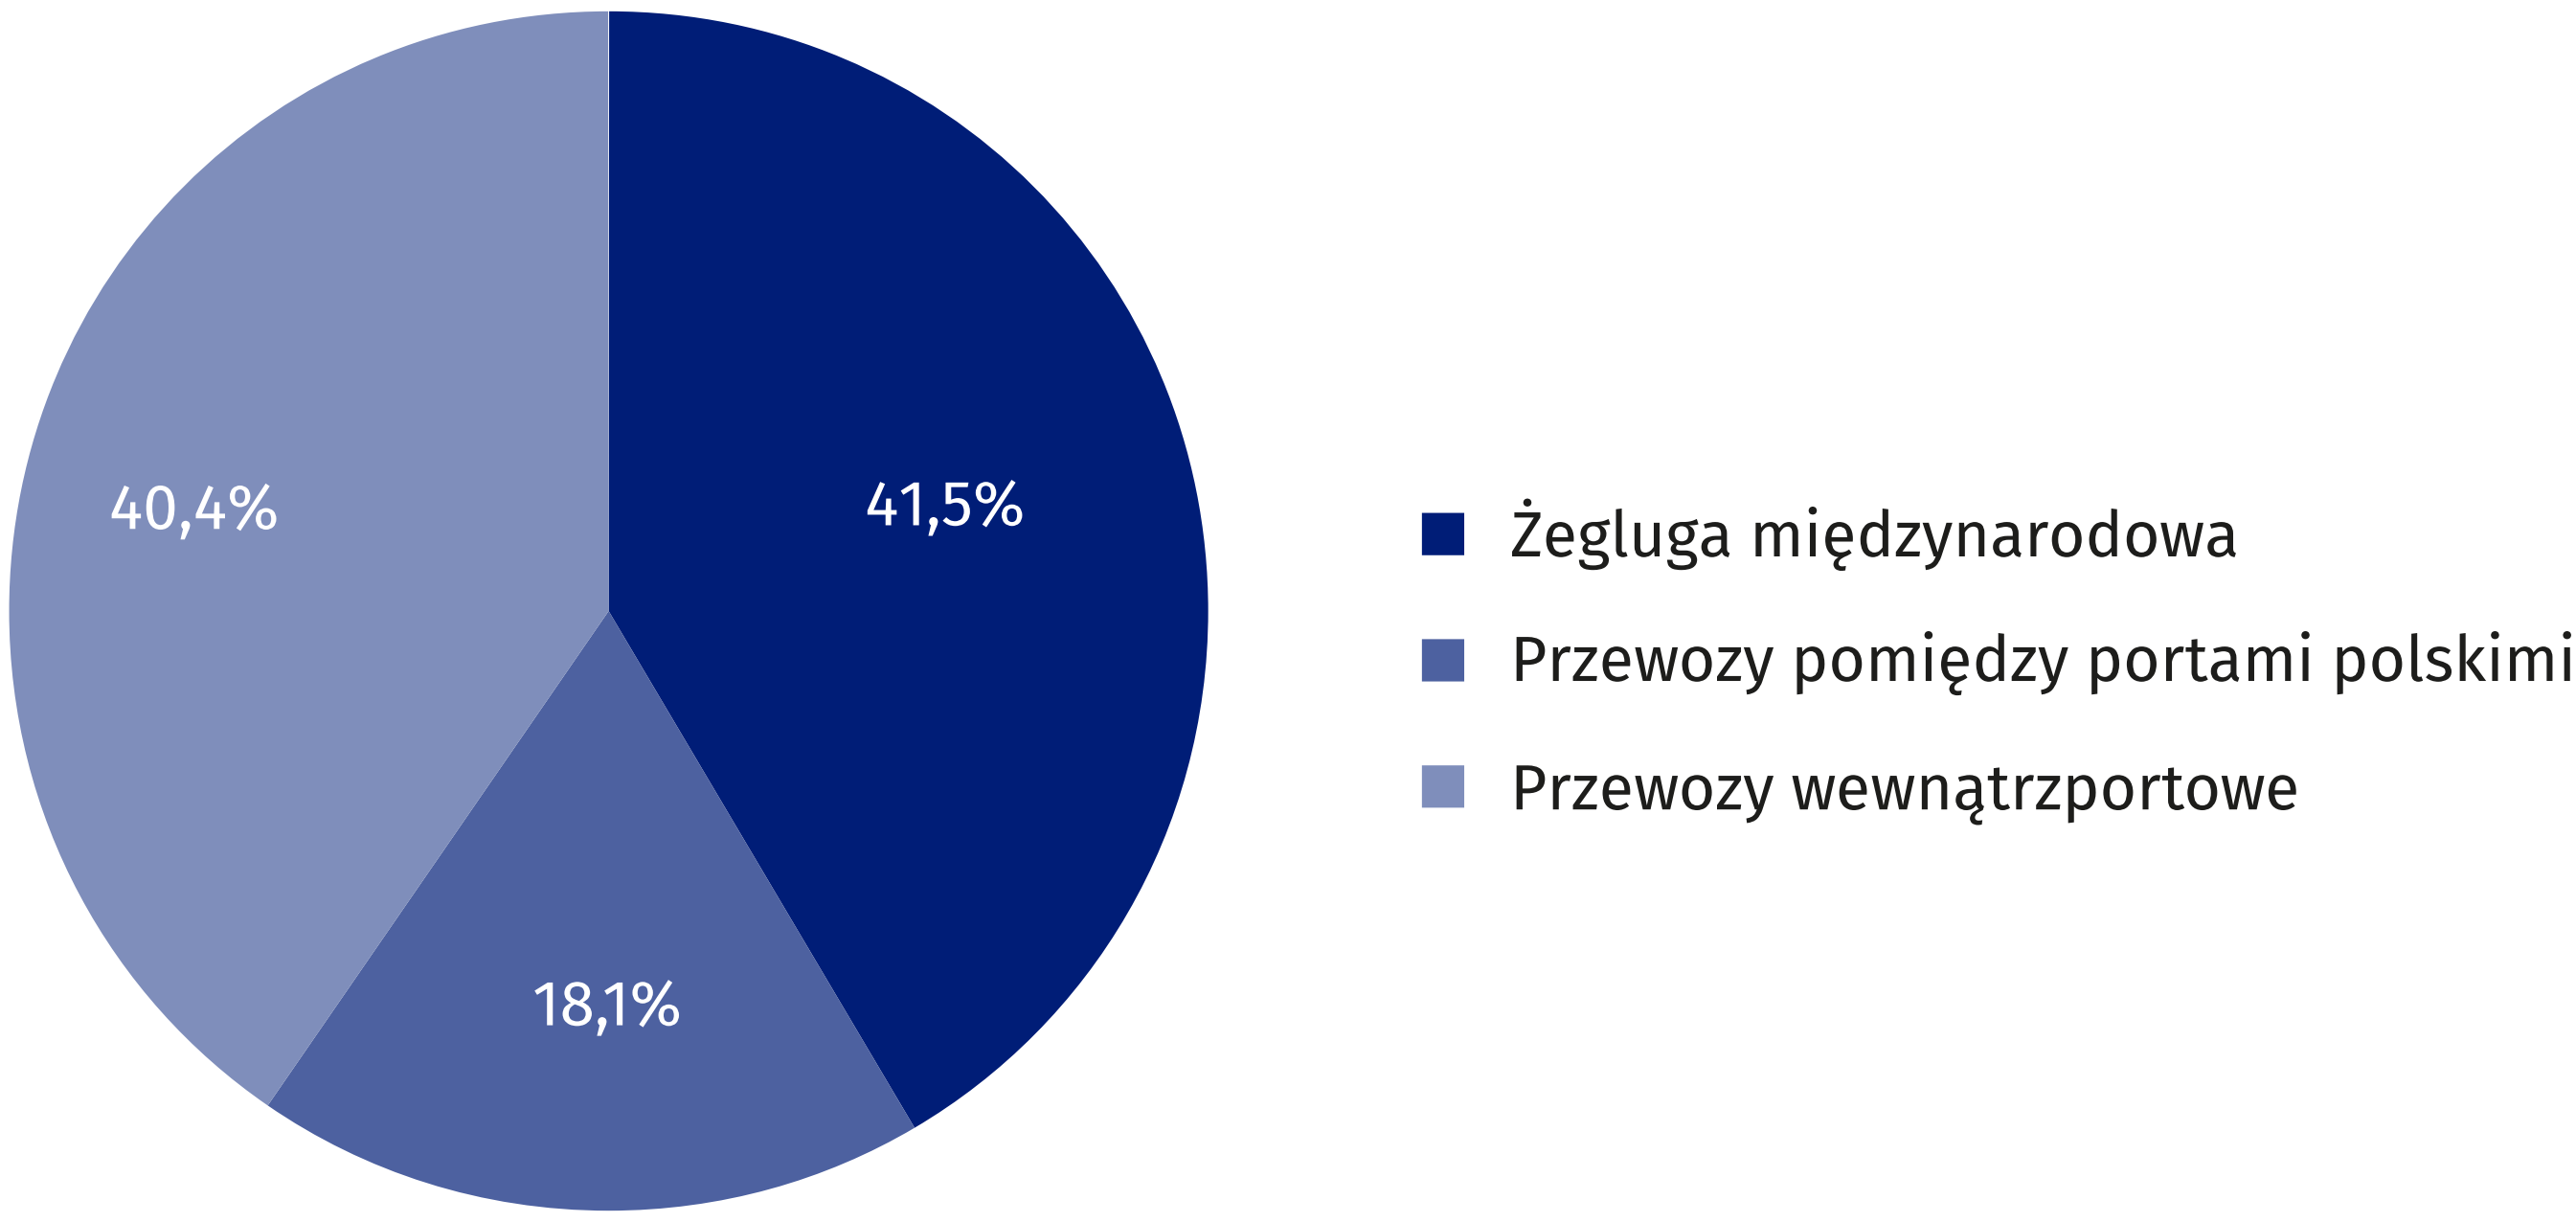 40,4%
41,5%
18,1%
Żegluga międzynarodowa
Przewozy pomiędzy portami polskimi
Przewozy wewnątrzportowe